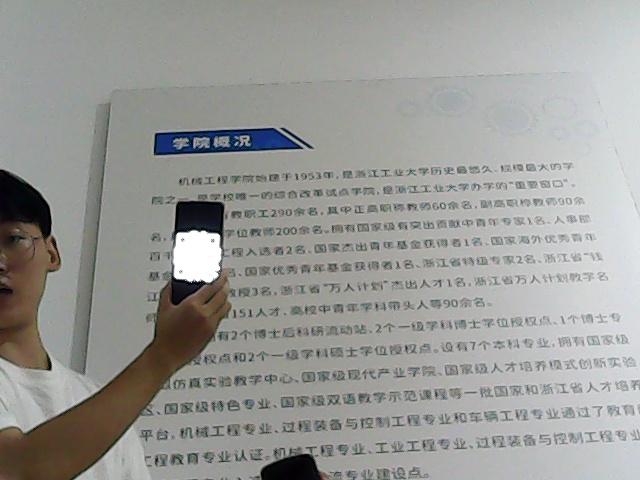 学院概况
机械工程学院始建于1953年，是浙江工业大学历史最悠久、规模最大的学
院之一，是学校唯一的综合改革试点学院，是浙江工业大学办学的“重要窗口”。
教职工290余名，其中正高职称教师60余名，副高职称教师90余
名，学位教师200余名。拥有国家级有突出贡献中青年专家1名、人事部
百千工程入选者2名、国家杰出青年基金获得者1名、国家海外优秀青年
基金、国家优秀青年基金获得者1名、浙江省特级专家2名、浙江省“钱
江教授3名，浙江省“万人计划”杰出人才1名，浙江省万人计划教学名
师151人才、高校中青年学科带头人等90余名。
有2个博士后科研流动站、2个一级学科博士学位授权点、1个博士专
授权点和2个一级学科硕士学位授权点。设有7个本科专业，拥有国家级
仿真实验教学中心、国家级现代产业学院、国家级人才培养模式创新实验
区、国家级特色专业、国家级双语教学示范课程等一批国家和浙江省人才培养
平台。机械工程专业、过程装备与控制工程专业和车辆工程专业通过了教育
工程教育专业认证。机械工程专业、工业工程专业、过程装备与控制工程专业
流专业建设点。